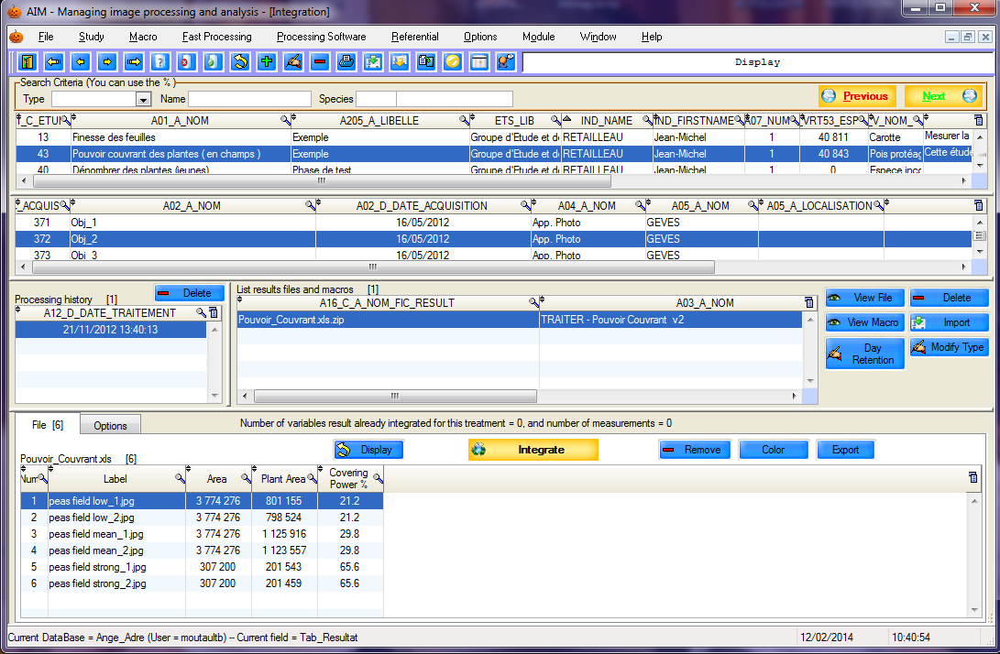 AIM - Managing image processing and analysis - [Integration]
File Study Macro Fast Processing Processing Software Referential Options Module Window Help
Display
Search Criteria (You can use the % )
Type Name Species Previous Next
T_C_ETUI A01_A_NOM A205_A_LIBELLE ETS_LIB IND_NAME IND_FIRSTNAME A07_NUM VRT53_ESP V_NOM_
13 Finesse des feuilles Exemple Groupe d'Etude et de RETAILLEAU Jean-Michel 1 40 811 Carotte Mesurer la
43 Pouvoir couvrant des plantes ( en champs ) Exemple Groupe d'Etude et de RETAILLEAU Jean-Michel 1 40 843 Pois protéag Cette étude
40 Dénombrer des plantes (jeunes) Phase de test Groupe d'Etude et de RETAILLEAU Jean-Michel 1 0 Espece inco
_ACQUIS A02_A_NOM A02_D_DATE_ACQUISITION A04_A_NOM A05_A_NOM A05_A_LOCALISATION
371 Obj_1 16/05/2012 App. Photo GEVES
372 Obj_2 16/05/2012 App. Photo GEVES
373 Obj_3 16/05/2012 App. Photo GEVES
Processing history [1] Delete
A12_D_DATE_TRAITEMENT
21/11/2012 13:40:13
List results files and macros [1]
A16_C_A_NOM_FIC_RESULT A03_A_NOM
Pouvoir_Couvrant.xls.zip TRAITER - Pouvoir Couvrant v2
View File Delete
View Macro Import
Day Retention Modify Type
File [6] Options Number of variables result already integrated for this treatment = 0, and number of measurements = 0
Display Integrate Remove Color Export
Pouvoir_Couvrant.xls [6]
Num Label Area Plant Area Covering Power %
1 peas field low_1.jpg 3 774 276 801 155 21.2
2 peas field low_2.jpg 3 774 276 798 524 21.2
3 peas field mean_1.jpg 3 774 276 1 125 916 29.8
4 peas field mean_2.jpg 3 774 276 1 123 557 29.8
5 peas field strong_1.jpg 307 200 201 543 65.6
6 peas field strong_2.jpg 307 200 201 459 65.6
Current DataBase = Ange_Adre (User = moutaultb) -- Current field = Tab_Resultat 12/02/2014 10:40:54